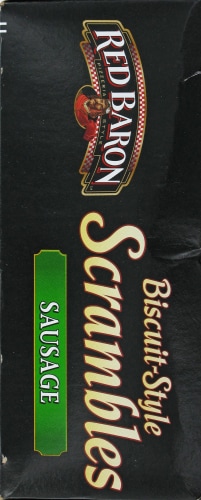 RED BARON
Biscuit-Style
Scrambles
SAUSAGE